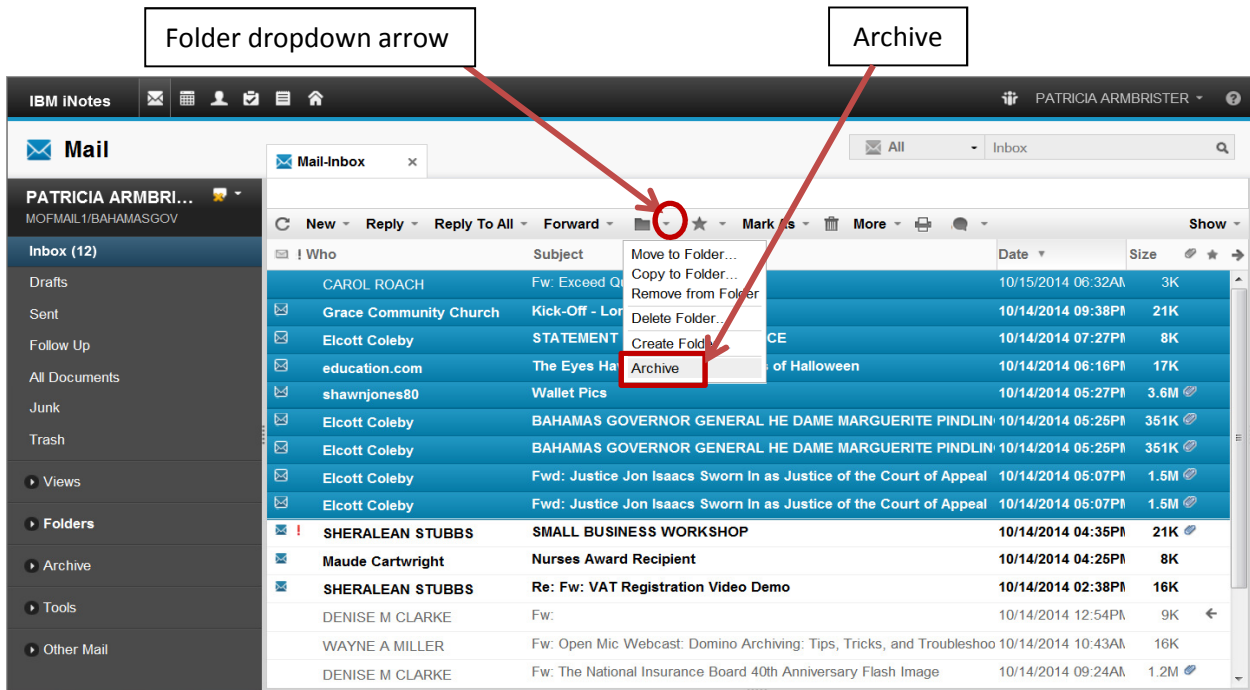 Folder dropdown arrow
Archive
IBM iNotes
PATRICIA ARMBRISTER
Mail
Mail-Inbox ×
All
Inbox
PATRICIA ARMBRI...
MOFMAIL1/BAHAMASGOV
New Reply Reply To All Forward Mark As More Show
Inbox (12)
Drafts
Sent
Follow Up
All Documents
Junk
Trash
Views
Folders
Archive
Tools
Other Mail
! Who Subject Date Size
Move to Folder...
Copy to Folder...
Remove from Folder
Delete Folder...
Create Folde
Archive
CAROL ROACH Fw: Exceed Qu 10/15/2014 06:32AM 3K
Grace Community Church Kick-Off - Lor 10/14/2014 09:38PM 21K
Elcott Coleby STATEMENT CE 10/14/2014 07:27PM 8K
education.com The Eyes Hav s of Halloween 10/14/2014 06:16PM 17K
shawnjones80 Wallet Pics 10/14/2014 05:27PM 3.6M
Elcott Coleby BAHAMAS GOVERNOR GENERAL HE DAME MARGUERITE PINDLIN 10/14/2014 05:25PM 351K
Elcott Coleby BAHAMAS GOVERNOR GENERAL HE DAME MARGUERITE PINDLIN 10/14/2014 05:25PM 351K
Elcott Coleby Fwd: Justice Jon Isaacs Sworn In as Justice of the Court of Appeal 10/14/2014 05:07PM 1.5M
Elcott Coleby Fwd: Justice Jon Isaacs Sworn In as Justice of the Court of Appeal 10/14/2014 05:07PM 1.5M
! SHERALEAN STUBBS SMALL BUSINESS WORKSHOP 10/14/2014 04:35PM 21K
Maude Cartwright Nurses Award Recipient 10/14/2014 04:25PM 8K
SHERALEAN STUBBS Re: Fw: VAT Registration Video Demo 10/14/2014 02:38PM 16K
DENISE M CLARKE Fw: 10/14/2014 12:54PM 9K
WAYNE A MILLER Fw: Open Mic Webcast: Domino Archiving: Tips, Tricks, and Troubleshoo 10/14/2014 10:43AM 16K
DENISE M CLARKE Fw: The National Insurance Board 40th Anniversary Flash Image 10/14/2014 09:24AM 1.2M